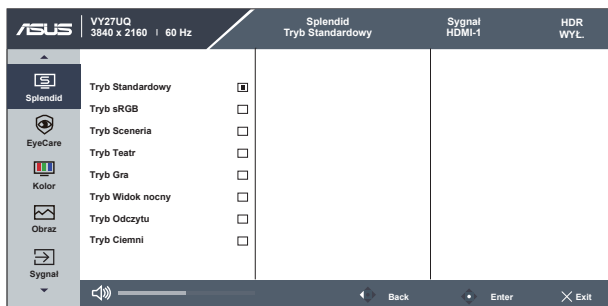 ASUS
VY27UQ
3840 x 2160 | 60 Hz
Splendid
Tryb Standardowy
Sygnał
HDMI-1
HDR
WYŁ.
Splendid
EyeCare
Kolor
Obraz
Sygnał
Tryb Standardowy
Tryb sRGB
Tryb Sceneria
Tryb Teatr
Tryb Gra
Tryb Widok nocny
Tryb Odczytu
Tryb Ciemni
Back
Enter
Exit